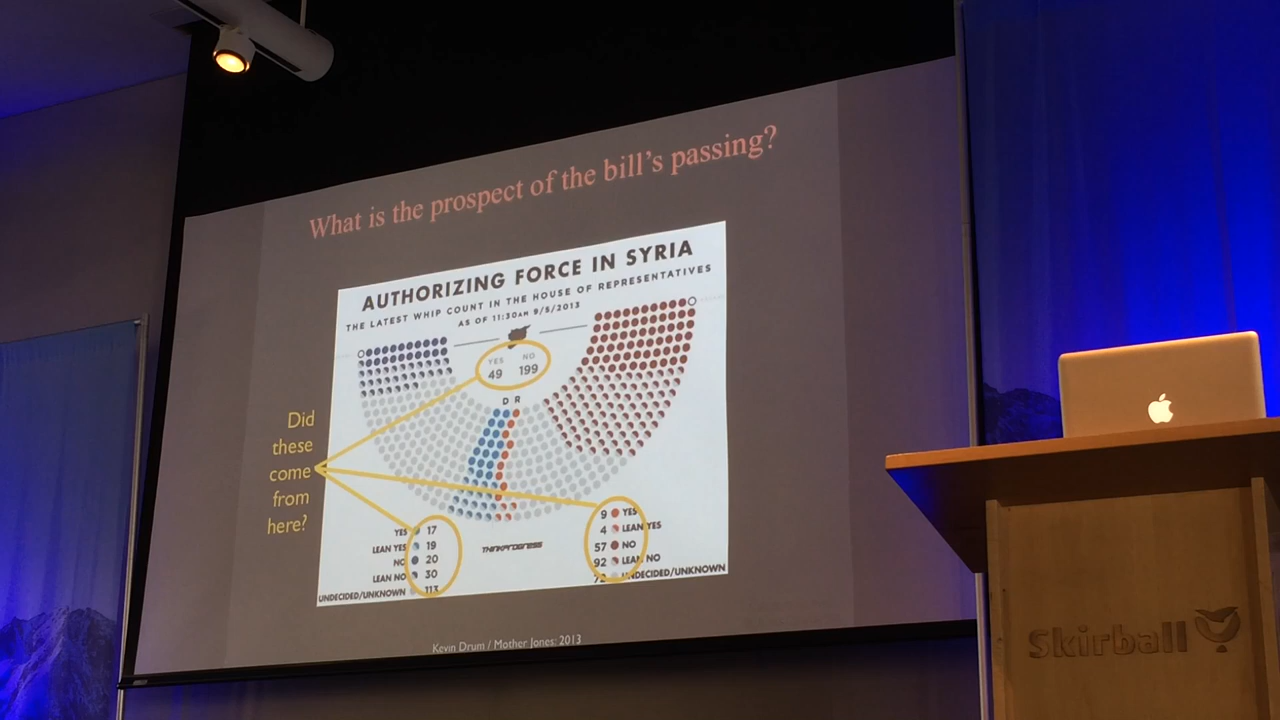 What is the prospect of the bill's passing?
AUTHORIZING FORCE IN SYRIA
THE LATEST WHIP COUNT IN THE HOUSE OF REPRESENTATIVES
AS OF 11:30AM 9/5/2013
YES NO
49 199
D R
Did
these
come
from
here?
YES 17
LEAN YES 19
NO 20
LEAN NO 30
UNDECIDED/UNKNOWN 113
THINKPROGRESS
9 YES
4 LEAN YES
57 NO
92 LEAN NO
72 UNDECIDED/UNKNOWN
Kevin Drum / Mother Jones: 2013
Skirball